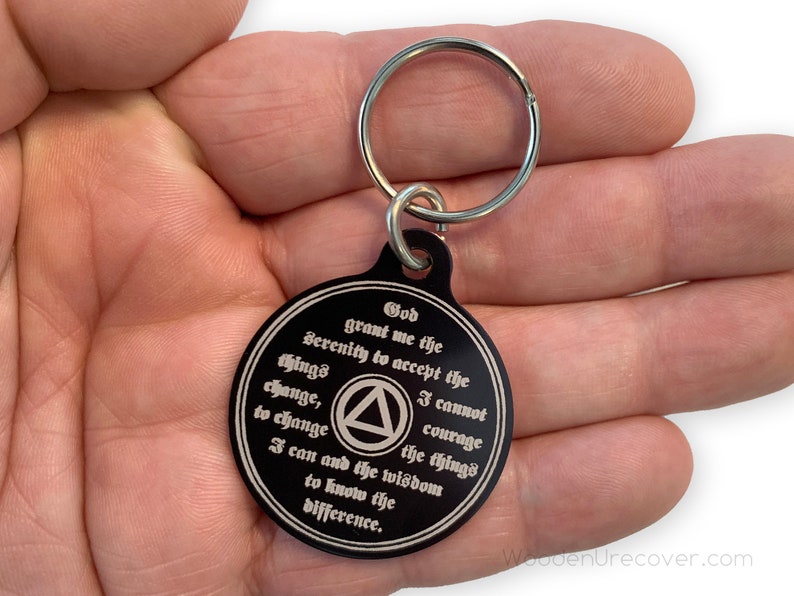 God
grant me the
serenity to accept the
things I cannot
change, courage
to change the things
I can and the wisdom
to know the
difference.
WoodenUrecover.com